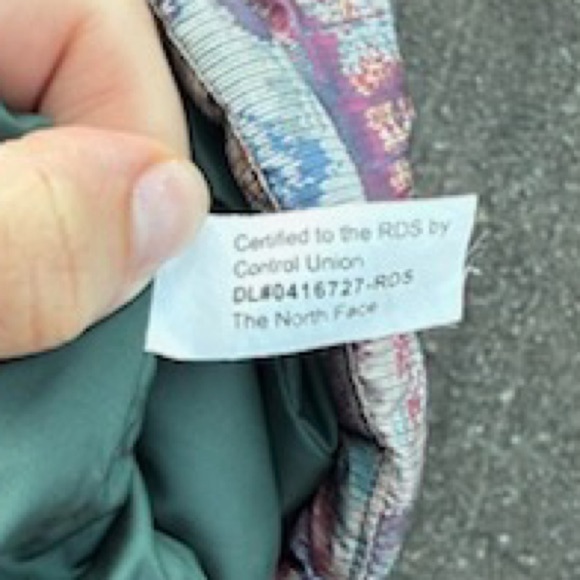 Certified to the RDS by
Control Union
DL#0416727-RDS
The North Face